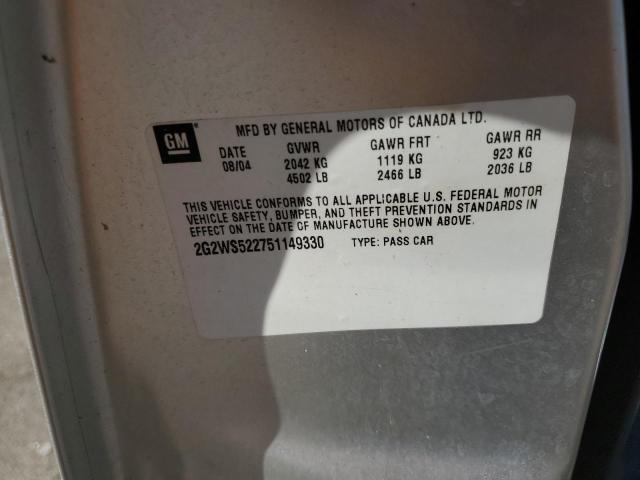 GM
MFD BY GENERAL MOTORS OF CANADA LTD.
DATE GVWR GAWR FRT GAWR RR
08/04 2042 KG 1119 KG 923 KG
4502 LB 2466 LB 2036 LB
THIS VEHICLE CONFORMS TO ALL APPLICABLE U.S. FEDERAL MOTOR
VEHICLE SAFETY, BUMPER, AND THEFT PREVENTION STANDARDS IN
EFFECT ON THE DATE OF MANUFACTURE SHOWN ABOVE.
2G2WS522751149330 TYPE: PASS CAR